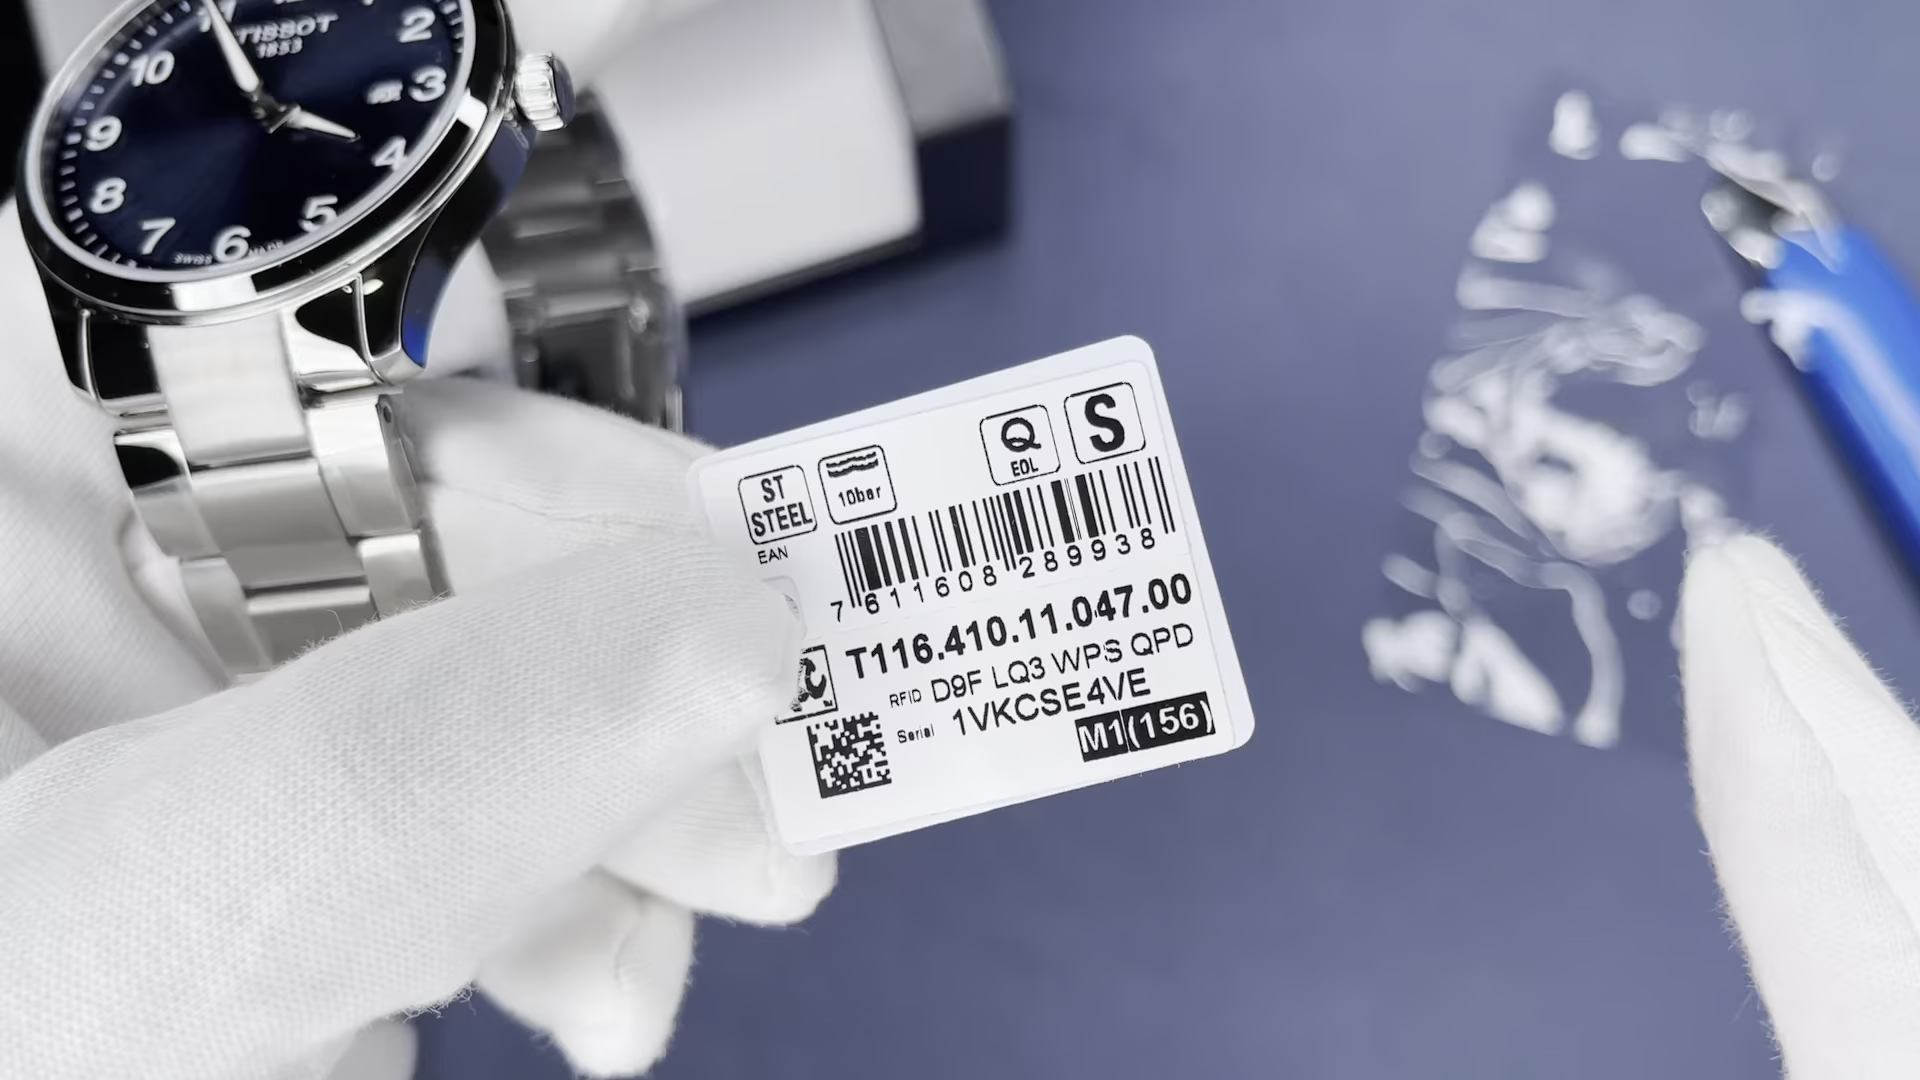 11
TISSOT
1853
2
10
3
9
4
8
5
7
6
SWISS MADE
ST
STEEL
10bar
Q
EOL
S
EAN
7 611608 289938
T116.410.11.047.00
RFID D9F LQ3 WPS QPD
Serial 1VKCSE4VE
M1(156)